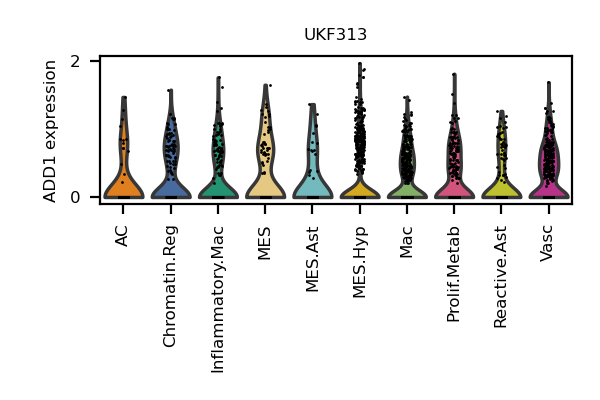 UKF313
ADD1 expression
2
0
AC
Chromatin.Reg
Inflammatory.Mac
MES
MES.Ast
MES.Hyp
Mac
Prolif.Metab
Reactive.Ast
Vasc